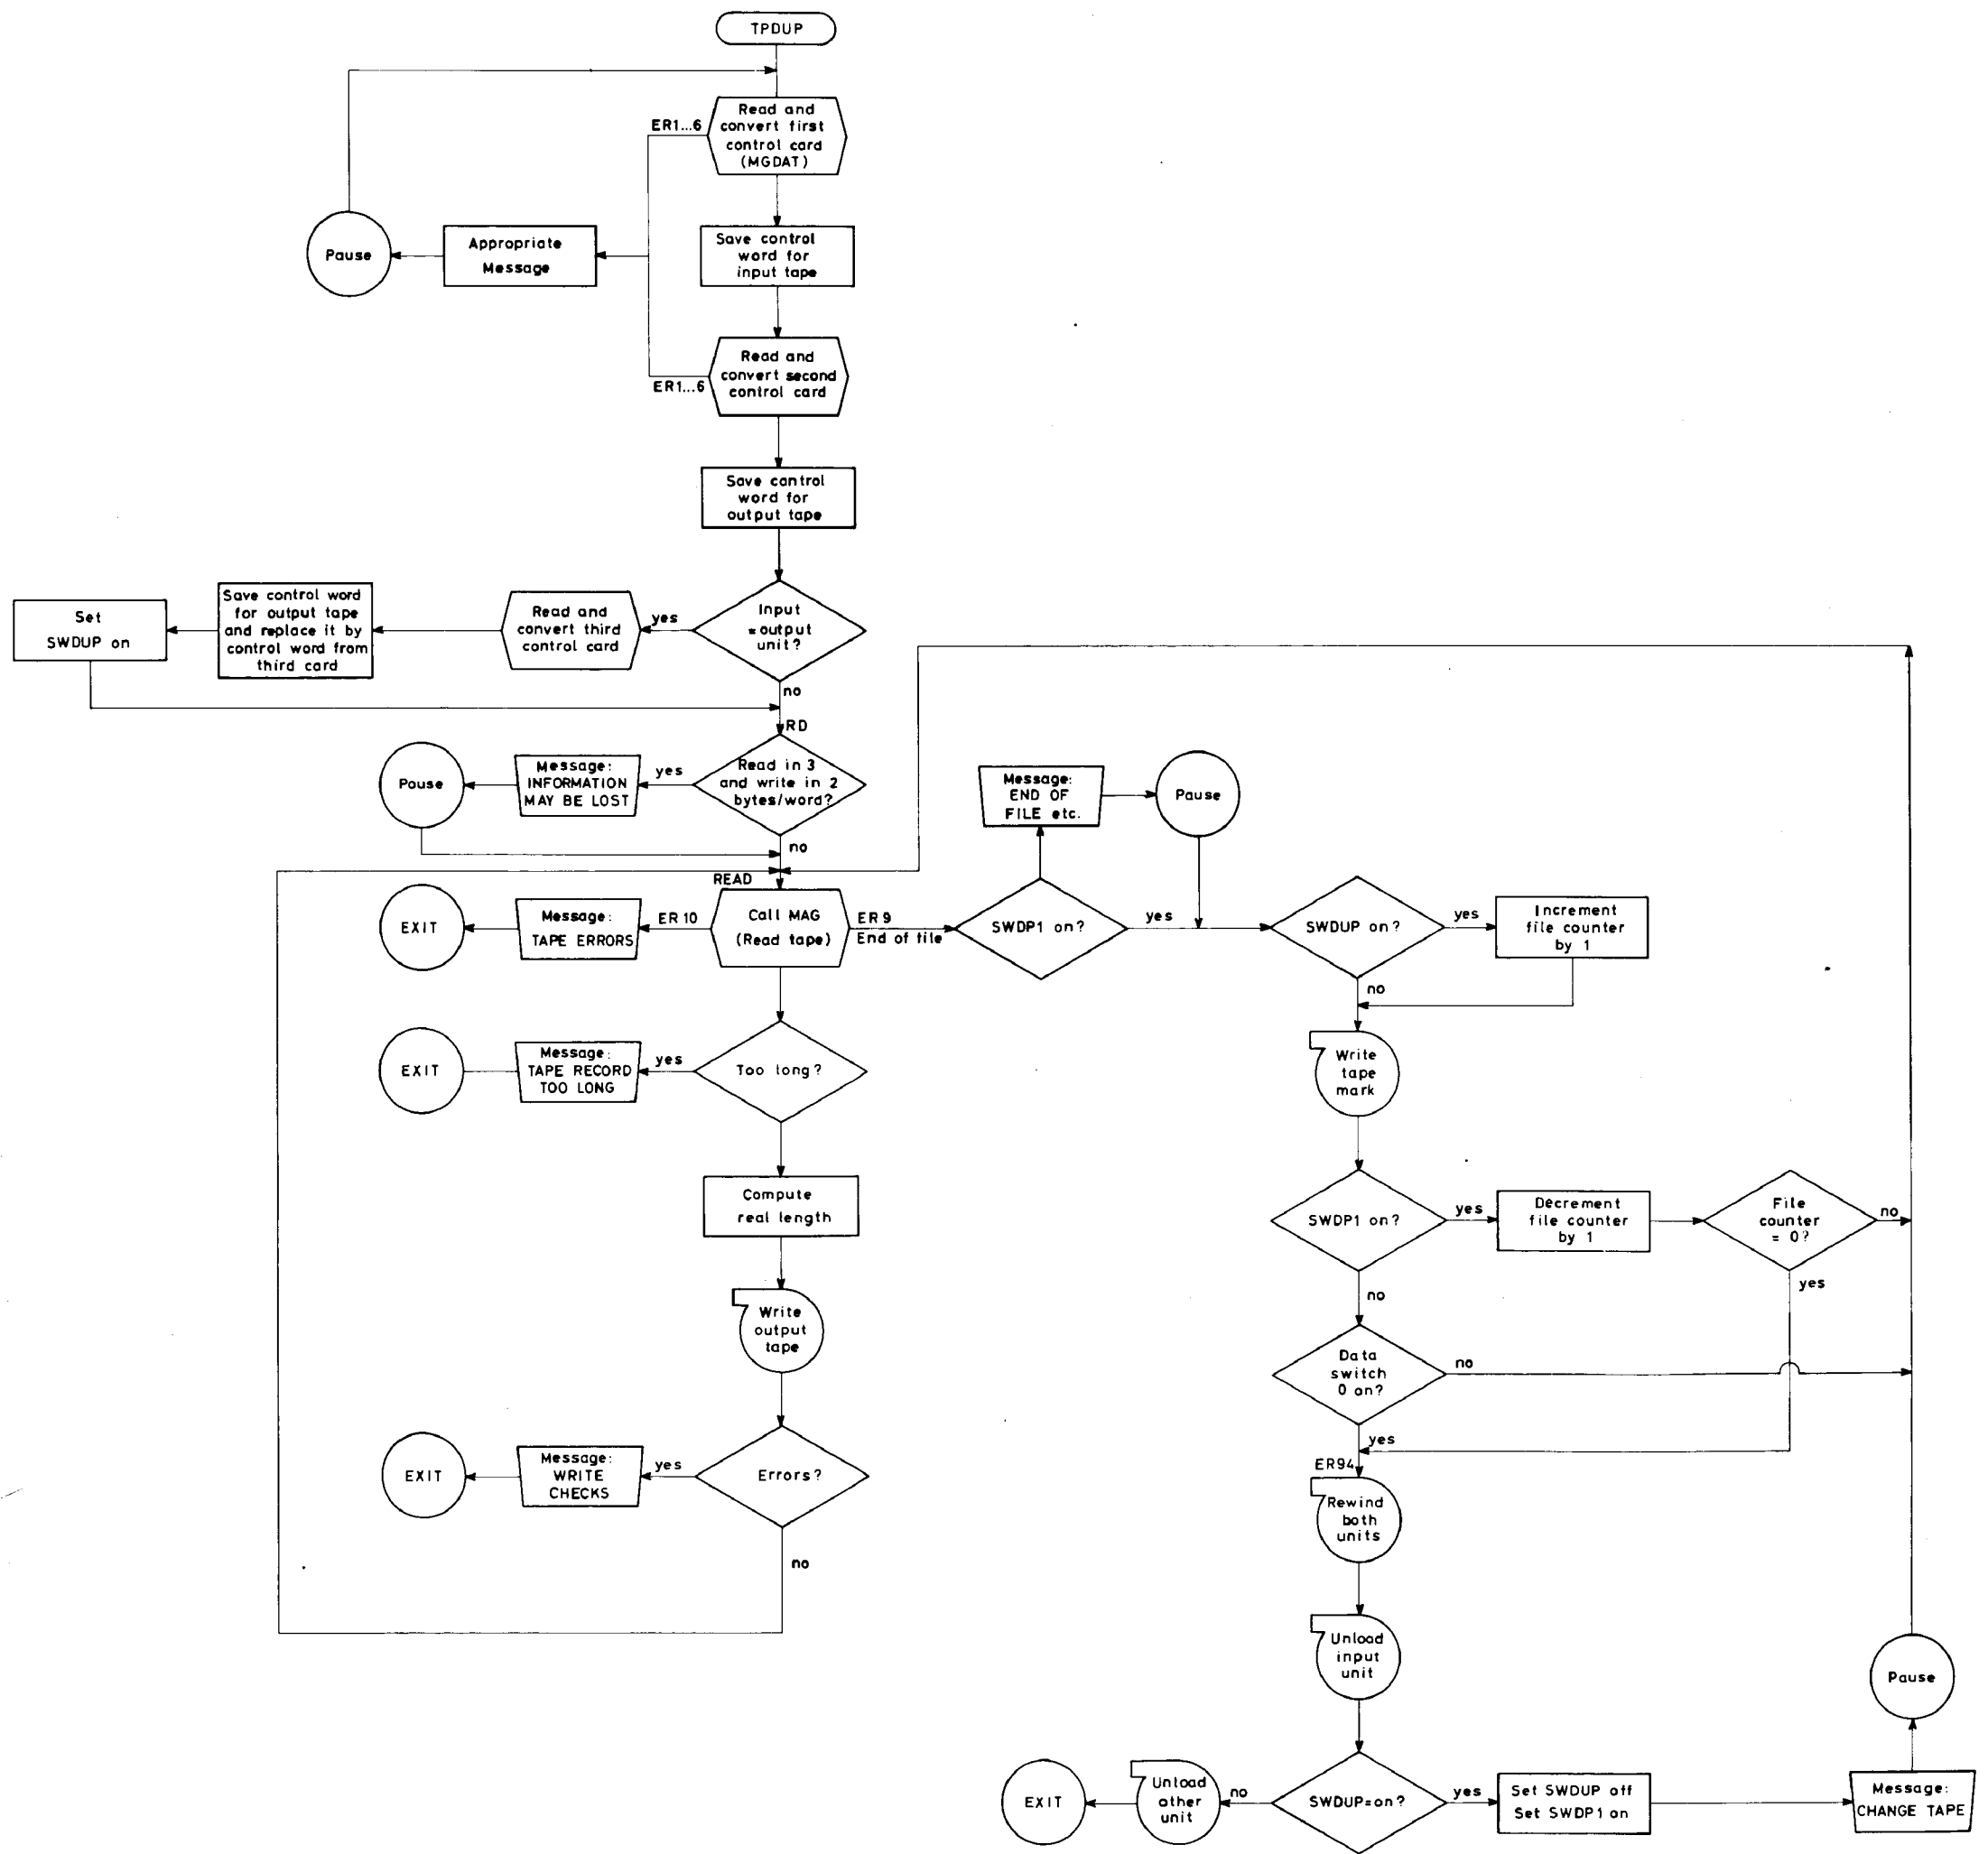 TPDUP
Read and
convert first
control card
(MGDAT)
ER1...6
Save control
word for
input tape
Appropriate
Message
Pause
Read and
convert second
control card
ER1...6
Save control
word for
output tape
Input
=output
unit?
yes
no
Read and
convert third
control card
Save control word
for output tape
and replace it by
control word from
third card
Set
SWDUP on
RD
Read in 3
and write in 2
bytes/word?
yes
no
Message:
INFORMATION
MAY BE LOST
Pause
READ
Call MAG
(Read tape)
ER 10
Message:
TAPE ERRORS
EXIT
ER 9
End of file
SWDP1 on?
yes
Message:
END OF
FILE etc.
Pause
SWDUP on?
yes
no
Increment
file counter
by 1
Write
tape
mark
Too long?
yes
Message:
TAPE RECORD
TOO LONG
EXIT
Compute
real length
Write
output
tape
Errors?
yes
no
Message:
WRITE
CHECKS
EXIT
SWDP1 on?
yes
no
Decrement
file counter
by 1
File
counter
= 0?
no
yes
Data
switch
0 on?
no
yes
ER94
Rewind
both
units
Unload
input
unit
SWDUP=on?
no
yes
Unload
other
unit
EXIT
Set SWDUP off
Set SWDP1 on
Message:
CHANGE TAPE
Pause